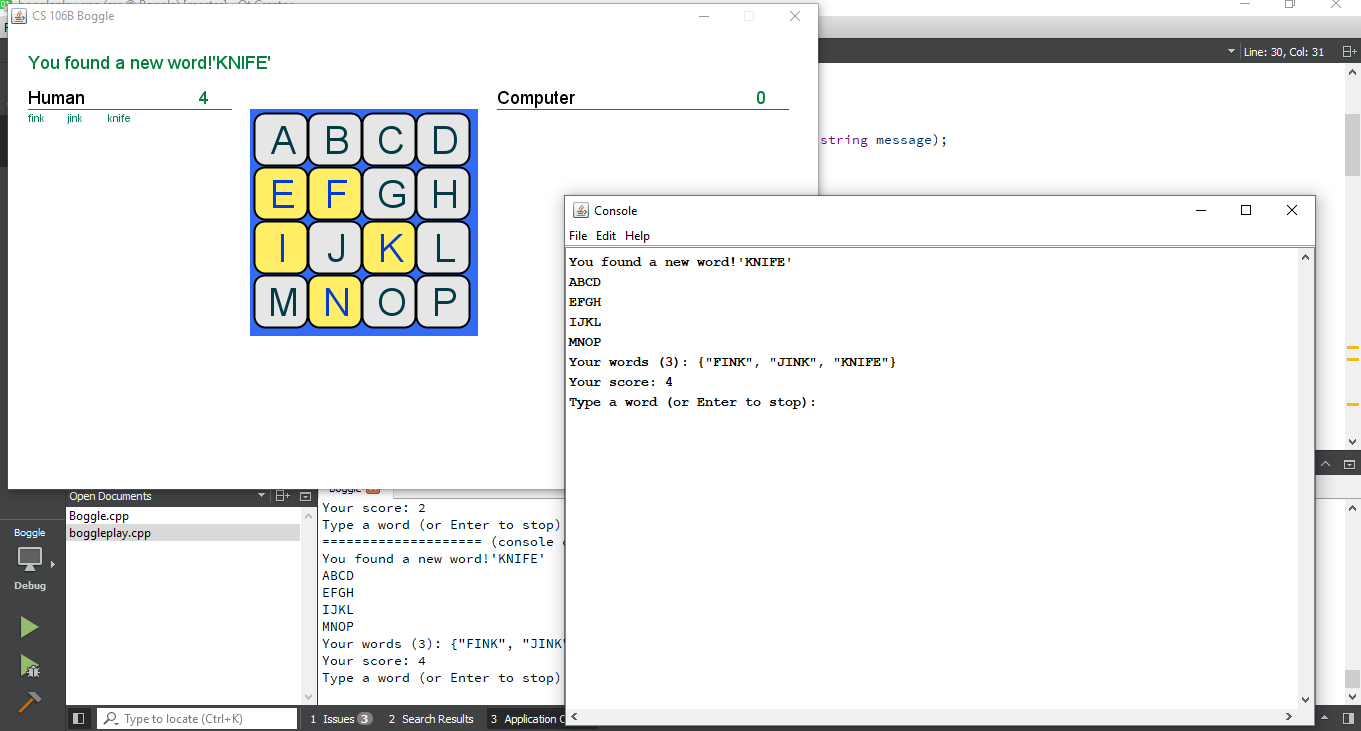 CS 106B Boggle
You found a new word!'KNIFE'
Human 4
fink jink knife
Computer 0
A B C D
E F G H
I J K L
M N O P
Line: 30, Col: 31
string message);
Console
File Edit Help
You found a new word!'KNIFE'
ABCD
EFGH
IJKL
MNOP
Your words (3): {"FINK", "JINK", "KNIFE"}
Your score: 4
Type a word (or Enter to stop):
Open Documents
Boggle.cpp
boggleplay.cpp
Boggle
Debug
Boggle
Your score: 2
Type a word (or Enter to stop)
==================== (console
You found a new word!'KNIFE'
ABCD
EFGH
IJKL
MNOP
Your words (3): {"FINK", "JINK"
Your score: 4
Type a word (or Enter to stop)
Type to locate (Ctrl+K)
1 Issues 3 2 Search Results 3 Application